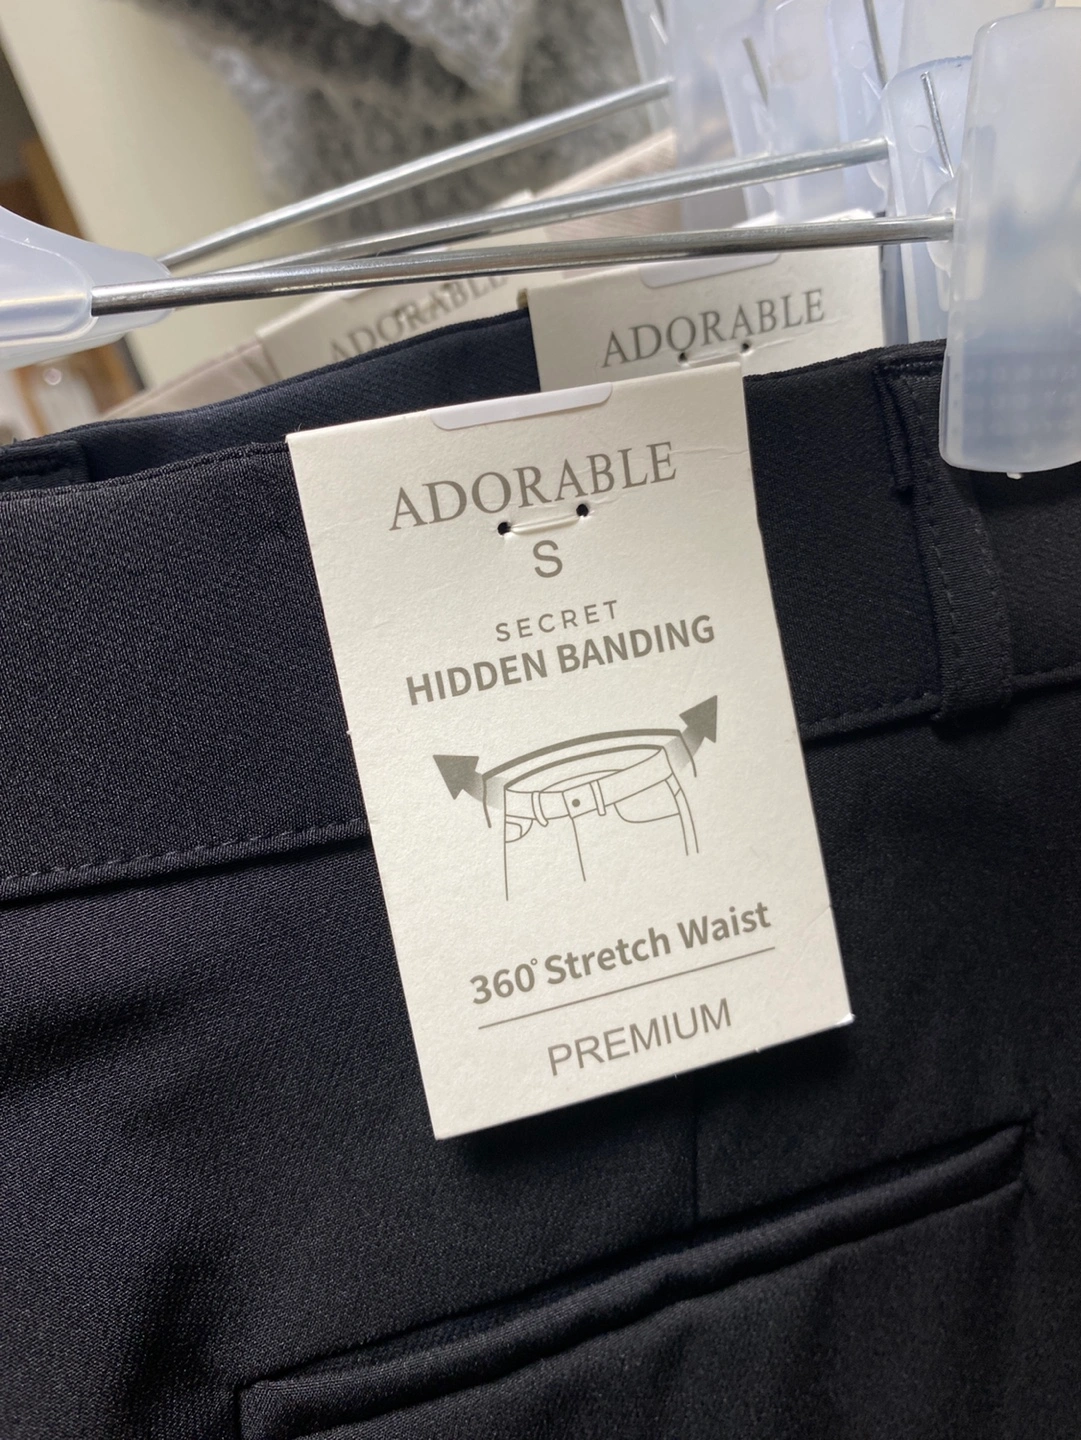 ADORABLE
ADORABLE
ADORABLE
S
SECRET
HIDDEN BANDING
360° Stretch Waist
PREMIUM